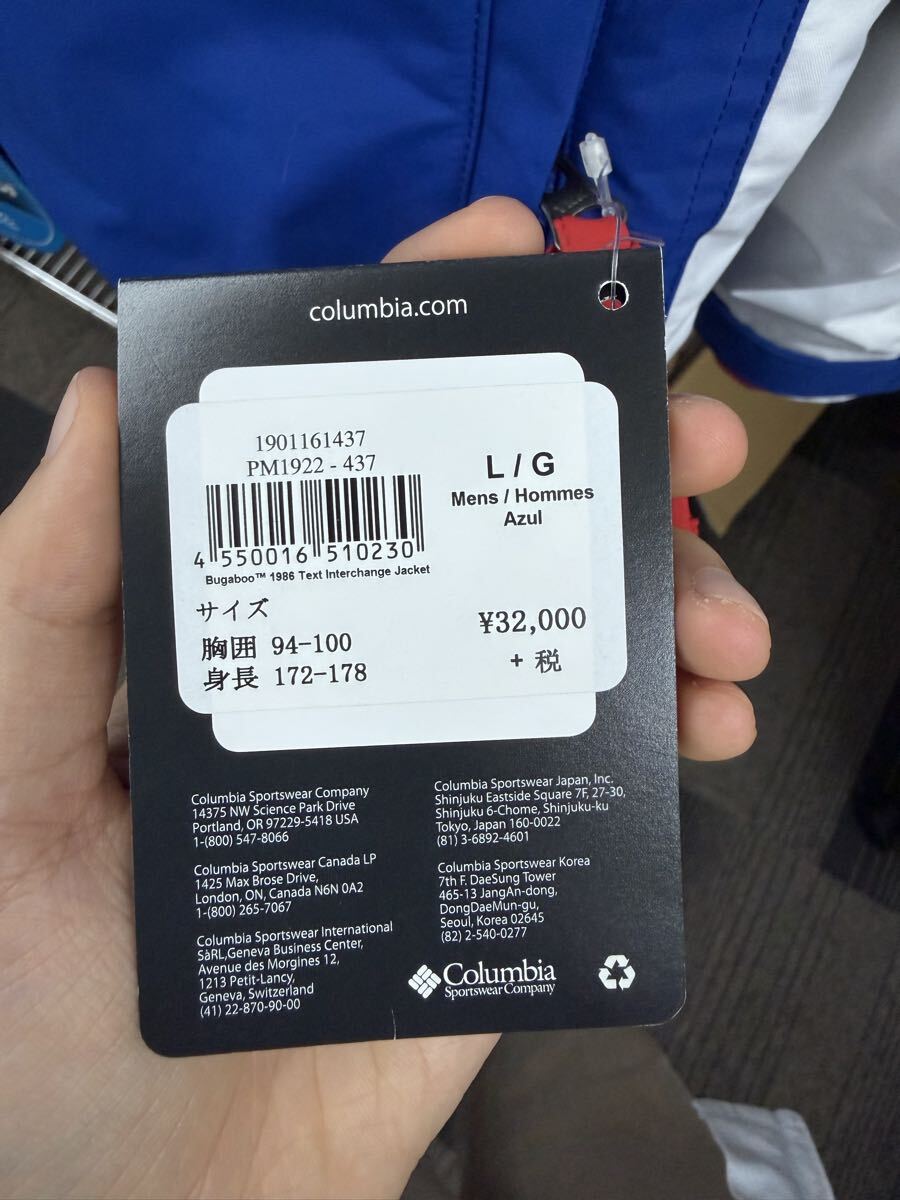 columbia.com
1901161437
PM1922 - 437
4 550016 510230
Bugaboo™ 1986 Text Interchange Jacket
L / G
Mens / Hommes
Azul
サイズ
胸囲 94-100
身長 172-178
¥32,000
+ 税
Columbia Sportswear Company
14375 NW Science Park Drive
Portland, OR 97229-5418 USA
1-(800) 547-8066
Columbia Sportswear Canada LP
1425 Max Brose Drive,
London, ON, Canada N6N 0A2
1-(800) 265-7067
Columbia Sportswear International
SàRL,Geneva Business Center,
Avenue des Morgines 12,
1213 Petit-Lancy,
Geneva, Switzerland
(41) 22-870-90-00
Columbia Sportswear Japan, Inc.
Shinjuku Eastside Square 7F, 27-30,
Shinjuku 6-Chome, Shinjuku-ku
Tokyo, Japan 160-0022
(81) 3-6892-4601
Columbia Sportswear Korea
7th F. DaeSung Tower
465-13 JangAn-dong,
DongDaeMun-gu,
Seoul, Korea 02645
(82) 2-540-0277
Columbia
Sportswear Company